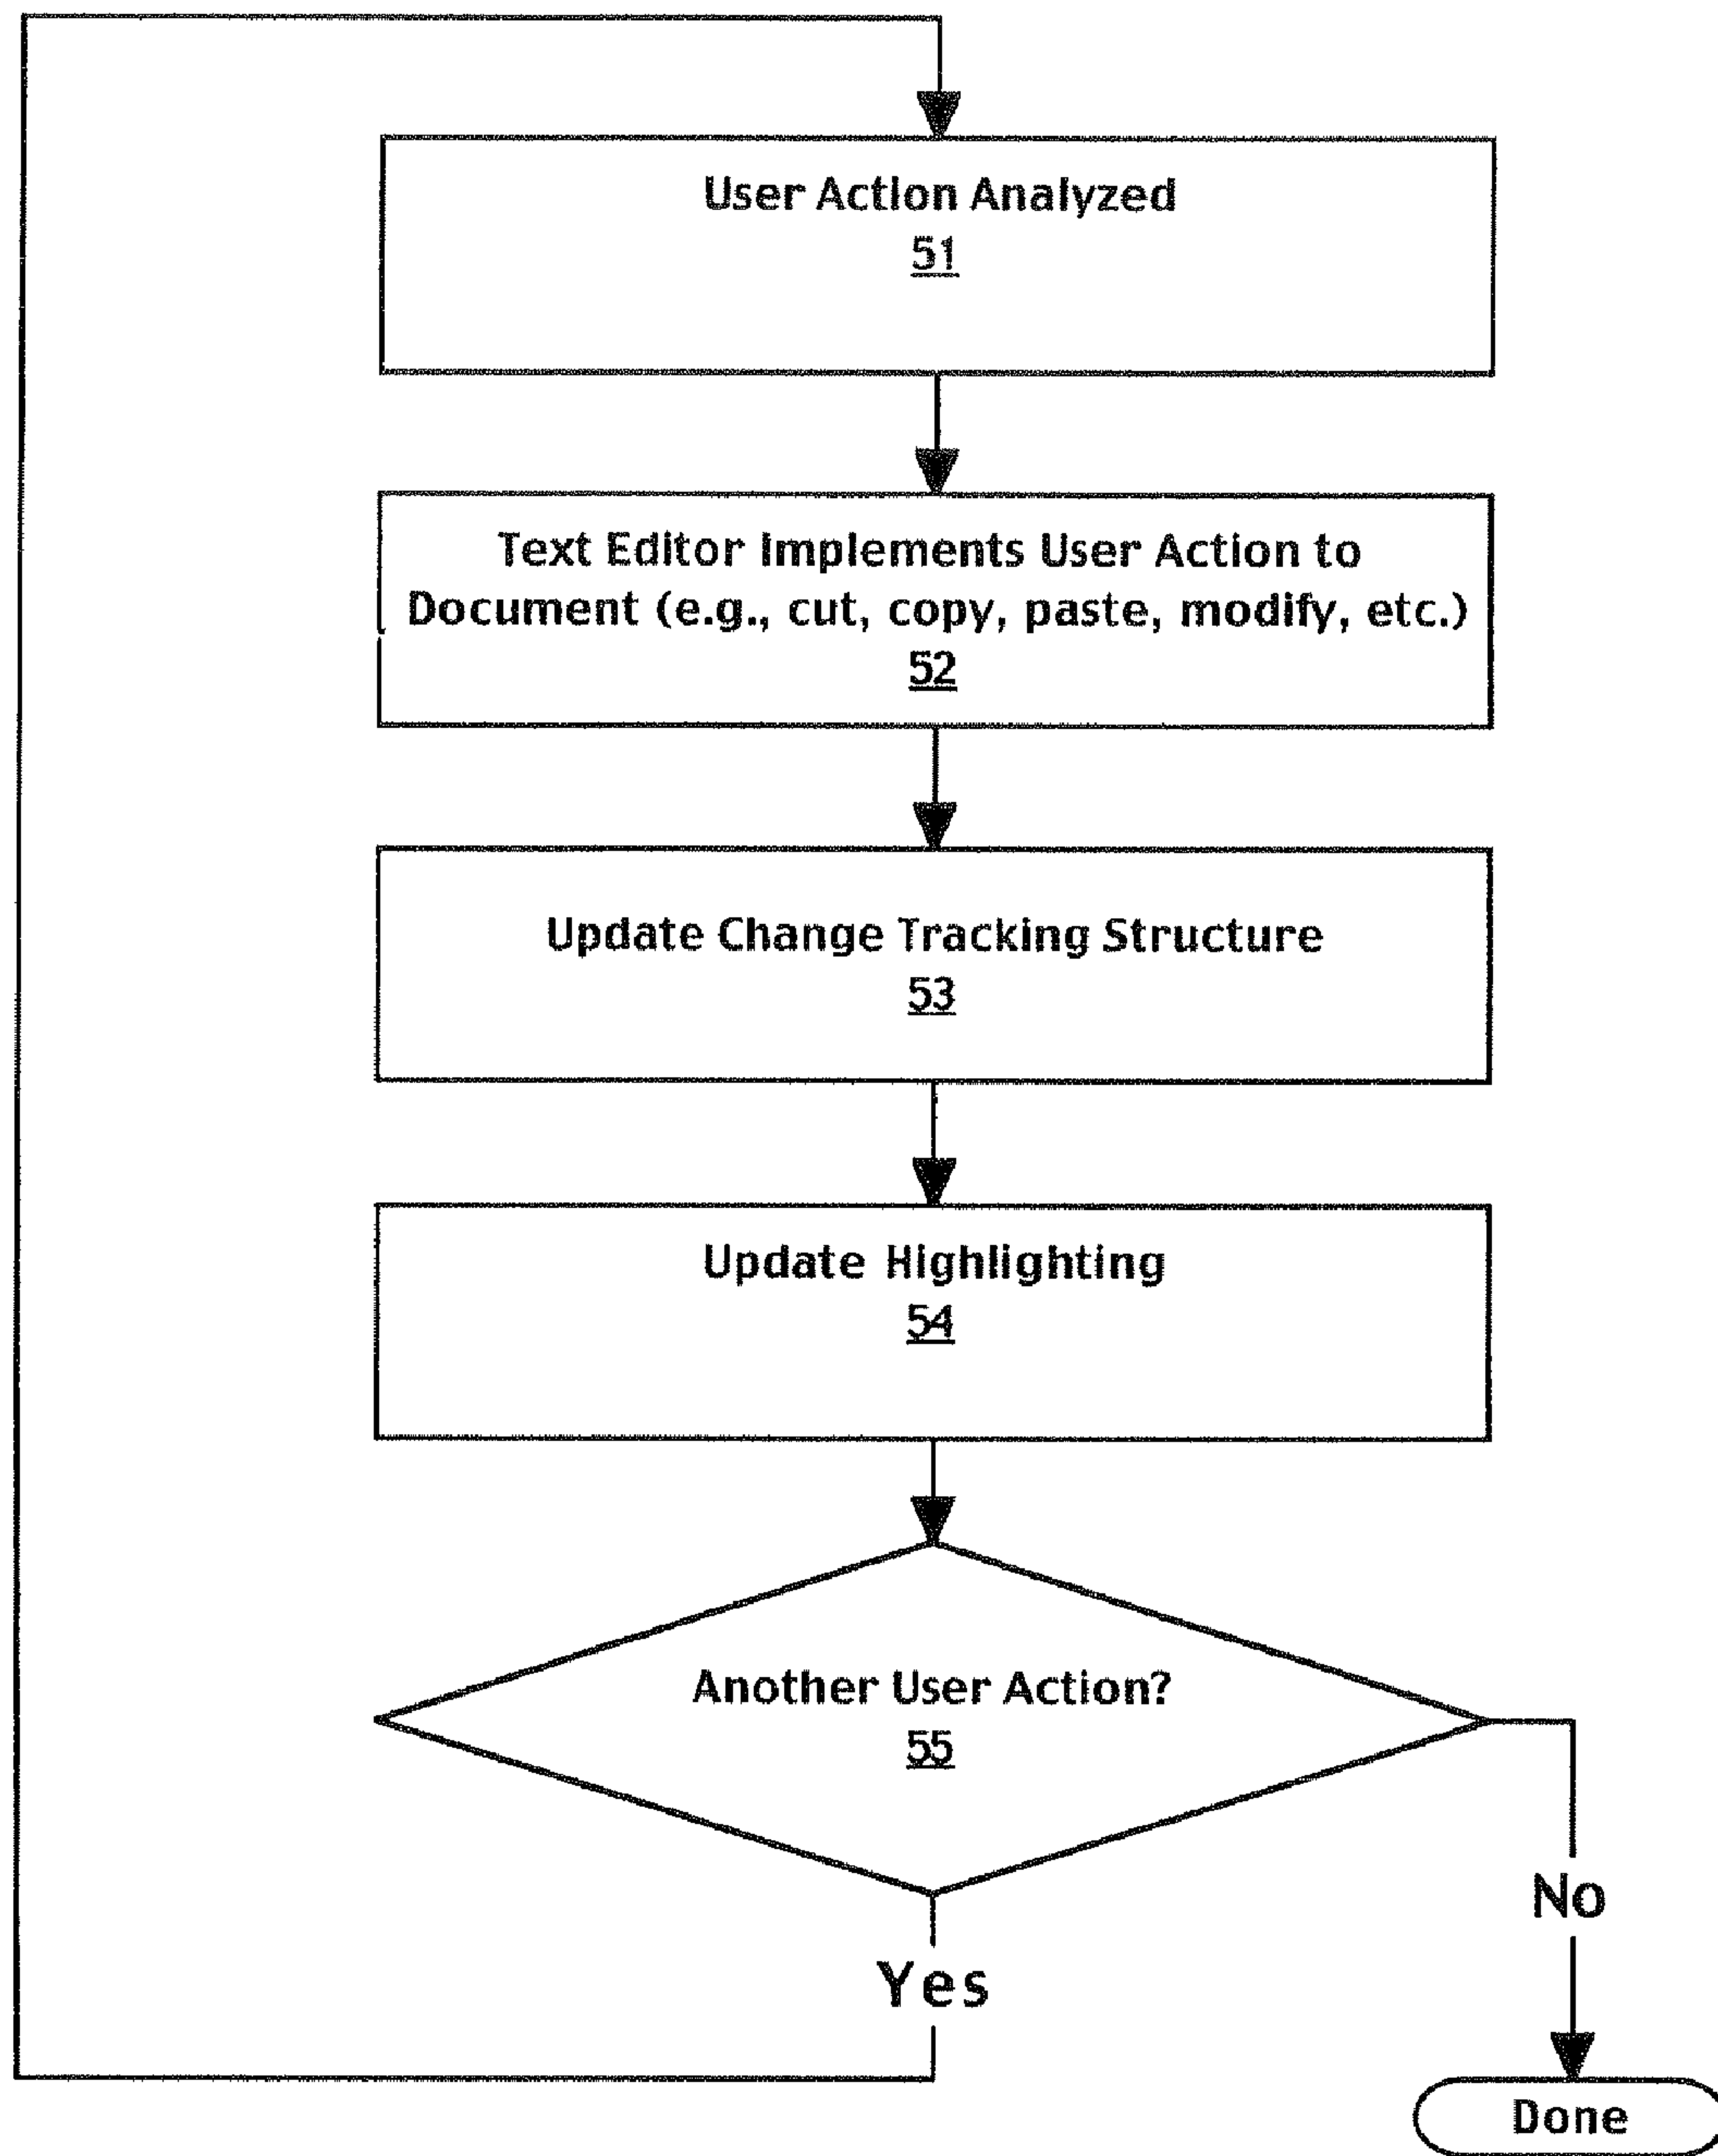 User Action Analyzed
51
Text Editor Implements User Action to
Document (e.g., cut, copy, paste, modify, etc.)
52
Update Change Tracking Structure
53
Update Highlighting
54
Another User Action?
55
No
Yes
Done